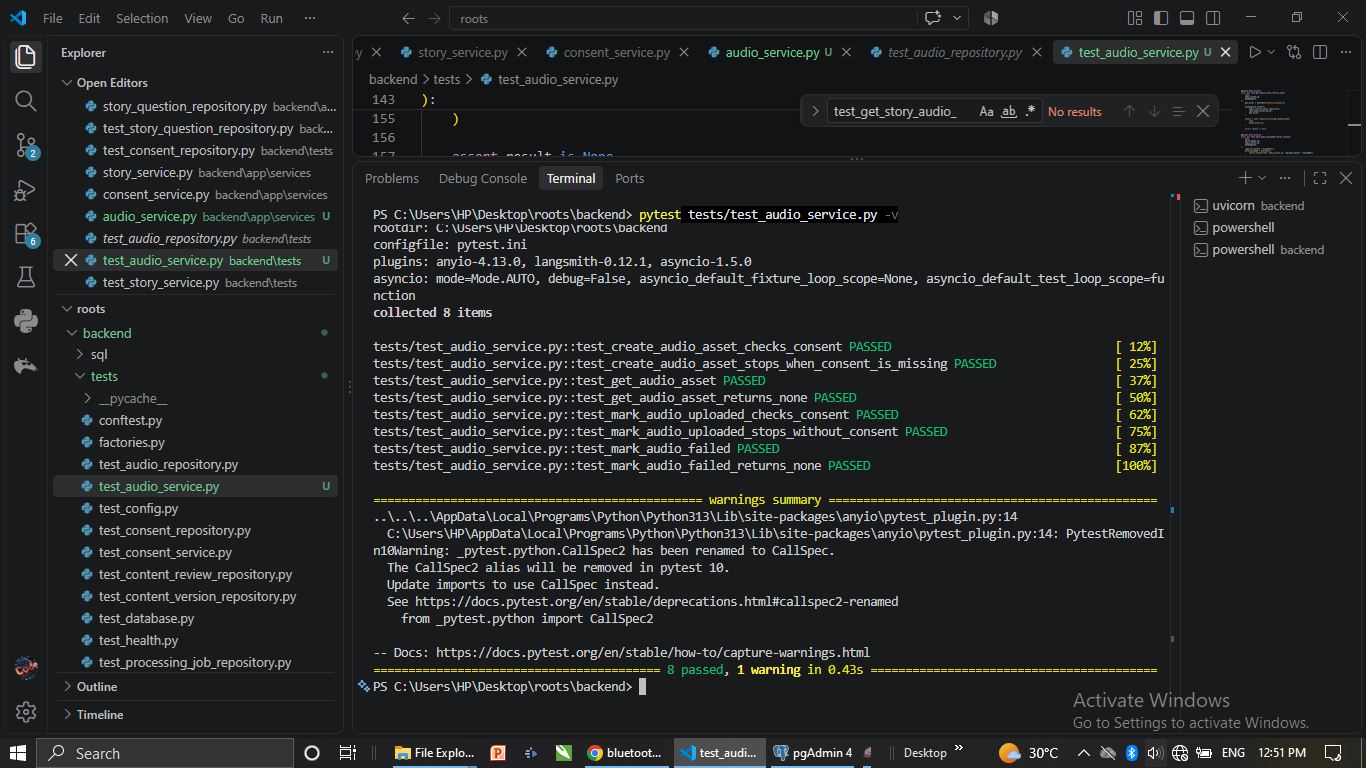 File Edit Selection View Go Run ···
roots
Explorer ···
Open Editors
story_question_repository.py backend\a...
test_story_question_repository.py back...
test_consent_repository.py backend\tests
story_service.py backend\app\services
consent_service.py backend\app\services
audio_service.py backend\app\services U
test_audio_repository.py backend\tests
test_audio_service.py backend\tests U
test_story_service.py backend\tests
roots
backend
sql
tests
__pycache__
conftest.py
factories.py
test_audio_repository.py
test_audio_service.py U
test_config.py
test_consent_repository.py
test_consent_service.py
test_content_review_repository.py
test_content_version_repository.py
test_database.py
test_health.py
test_processing_job_repository.py
Outline
Timeline
2
6
y story_service.py consent_service.py audio_service.py U test_audio_repository.py test_audio_service.py U
backend > tests > test_audio_service.py
143 ):
155 )
156
157 assert result is None
test_get_story_audio_ Aa ab .* No results
Problems Debug Console Terminal Ports
PS C:\Users\HP\Desktop\roots\backend> pytest tests/test_audio_service.py -v
rootdir: C:\Users\HP\Desktop\roots\backend
configfile: pytest.ini
plugins: anyio-4.13.0, langsmith-0.12.1, asyncio-1.5.0
asyncio: mode=Mode.AUTO, debug=False, asyncio_default_fixture_loop_scope=None, asyncio_default_test_loop_scope=fu
nction
collected 8 items
tests/test_audio_service.py::test_create_audio_asset_checks_consent PASSED [ 12%]
tests/test_audio_service.py::test_create_audio_asset_stops_when_consent_is_missing PASSED [ 25%]
tests/test_audio_service.py::test_get_audio_asset PASSED [ 37%]
tests/test_audio_service.py::test_get_audio_asset_returns_none PASSED [ 50%]
tests/test_audio_service.py::test_mark_audio_uploaded_checks_consent PASSED [ 62%]
tests/test_audio_service.py::test_mark_audio_uploaded_stops_without_consent PASSED [ 75%]
tests/test_audio_service.py::test_mark_audio_failed PASSED [ 87%]
tests/test_audio_service.py::test_mark_audio_failed_returns_none PASSED [100%]
=============================================== warnings summary ================================================
..\..\..\AppData\Local\Programs\Python\Python313\Lib\site-packages\anyio\pytest_plugin.py:14
C:\Users\HP\AppData\Local\Programs\Python\Python313\Lib\site-packages\anyio\pytest_plugin.py:14: PytestRemovedI
n10Warning: _pytest.python.CallSpec2 has been renamed to CallSpec.
The CallSpec2 alias will be removed in pytest 10.
Update imports to use CallSpec instead.
See https://docs.pytest.org/en/stable/deprecations.html#callspec2-renamed
from _pytest.python import CallSpec2
-- Docs: https://docs.pytest.org/en/stable/how-to/capture-warnings.html
========================================= 8 passed, 1 warning in 0.43s =========================================
PS C:\Users\HP\Desktop\roots\backend>
uvicorn backend
powershell
powershell backend
Activate Windows
Go to Settings to activate Windows.
Search
File Explo... bluetoot... test_audi... pgAdmin 4 Desktop » 30°C ENG 12:51 PM